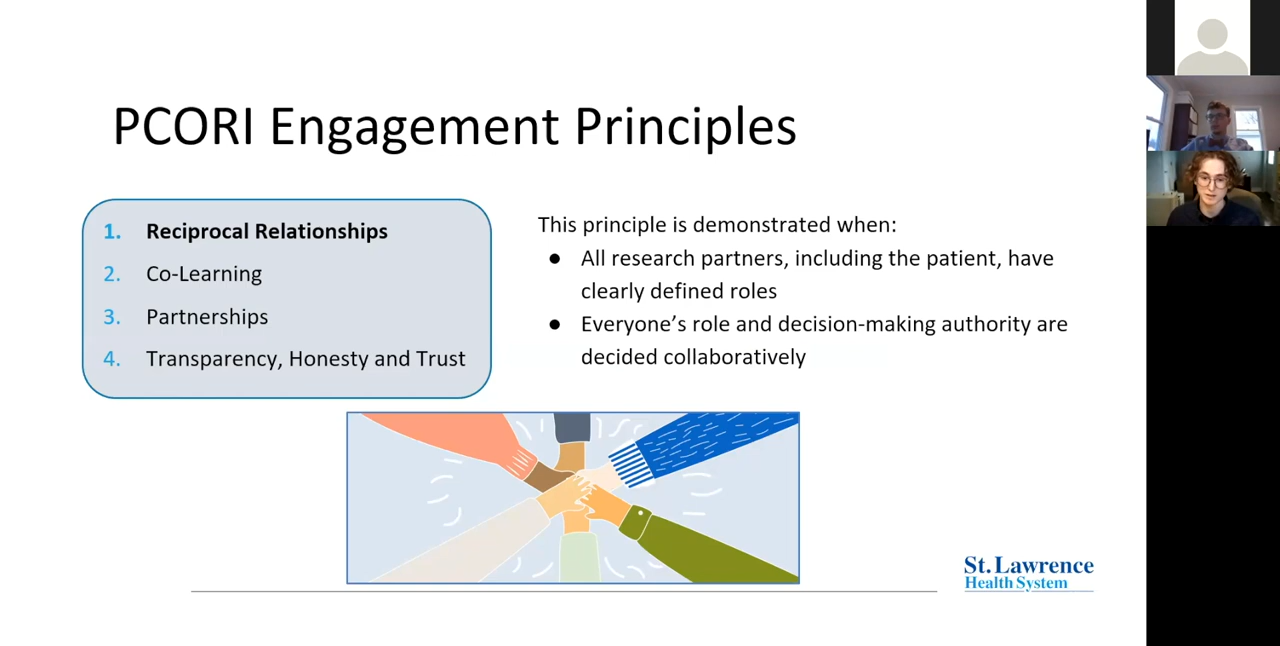 PCORI Engagement Principles
1. Reciprocal Relationships
2. Co-Learning
3. Partnerships
4. Transparency, Honesty and Trust
This principle is demonstrated when:
● All research partners, including the patient, have
clearly defined roles
● Everyone’s role and decision-making authority are
decided collaboratively
St. Lawrence
Health System